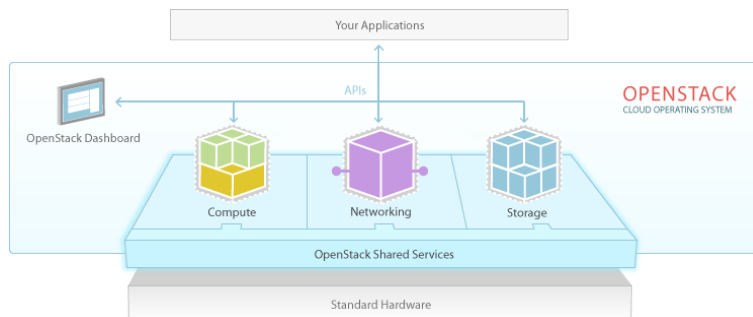 Your Applications
APIs
OPENSTACK
CLOUD OPERATING SYSTEM
OpenStack Dashboard
Compute
Networking
Storage
OpenStack Shared Services
Standard Hardware